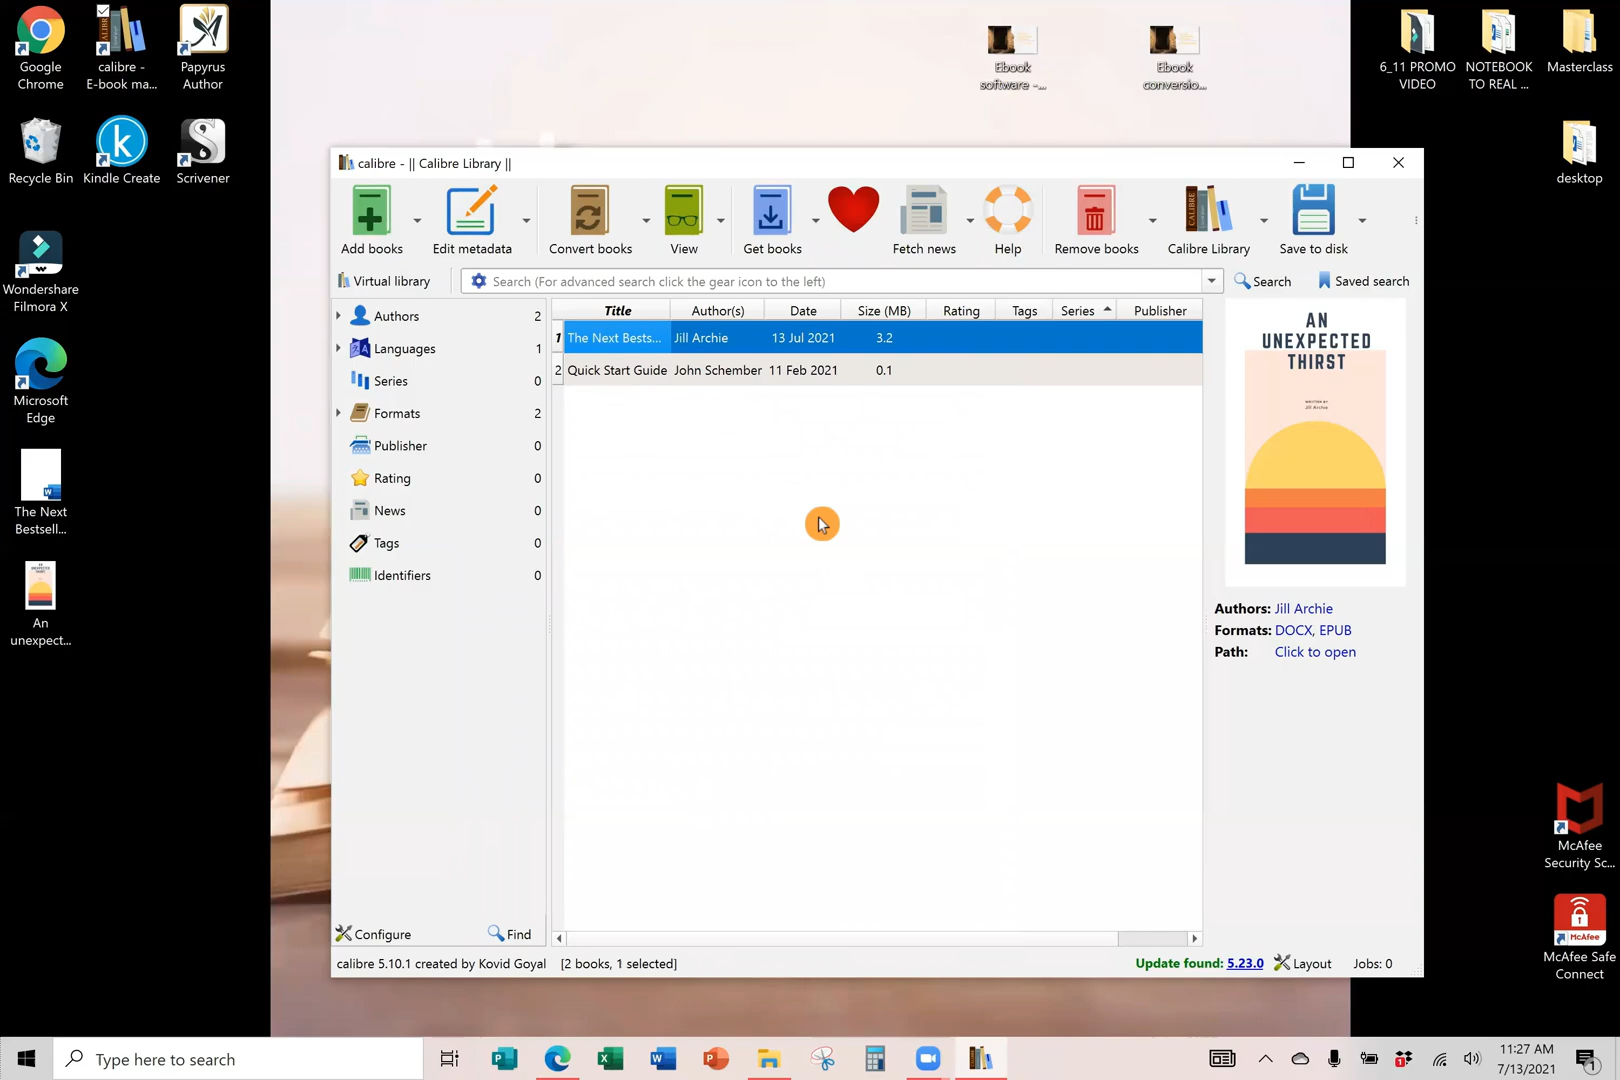 Google
Chrome
calibre -
E-book ma...
Papyrus
Author
Recycle Bin
Kindle Create
Scrivener
Wondershare
Filmora X
Microsoft
Edge
The Next
Bestsell...
An
unexpect...
Ebook
software -...
Ebook
conversio...
6_11 PROMO
VIDEO
NOTEBOOK
TO REAL ...
Masterclass
desktop
McAfee
Security Sc...
McAfee
McAfee Safe
Connect
calibre - || Calibre Library ||
Add books
Edit metadata
Convert books
View
Get books
Fetch news
Help
Remove books
CALIBRE
Calibre Library
Save to disk
Virtual library
Search (For advanced search click the gear icon to the left)
Search
Saved search
Authors 2
Languages 1
Series 0
Formats 2
Publisher 0
Rating 0
News 0
Tags 0
Identifiers 0
Title Author(s) Date Size (MB) Rating Tags Series Publisher
1 The Next Bests... Jill Archie 13 Jul 2021 3.2
2 Quick Start Guide John Schember 11 Feb 2021 0.1
AN
UNEXPECTED
THIRST
WRITTEN BY
Jill Archie
Authors: Jill Archie
Formats: DOCX, EPUB
Path: Click to open
Configure
Find
calibre 5.10.1 created by Kovid Goyal [2 books, 1 selected]
Update found: 5.23.0
Layout
Jobs: 0
Type here to search
11:27 AM
7/13/2021